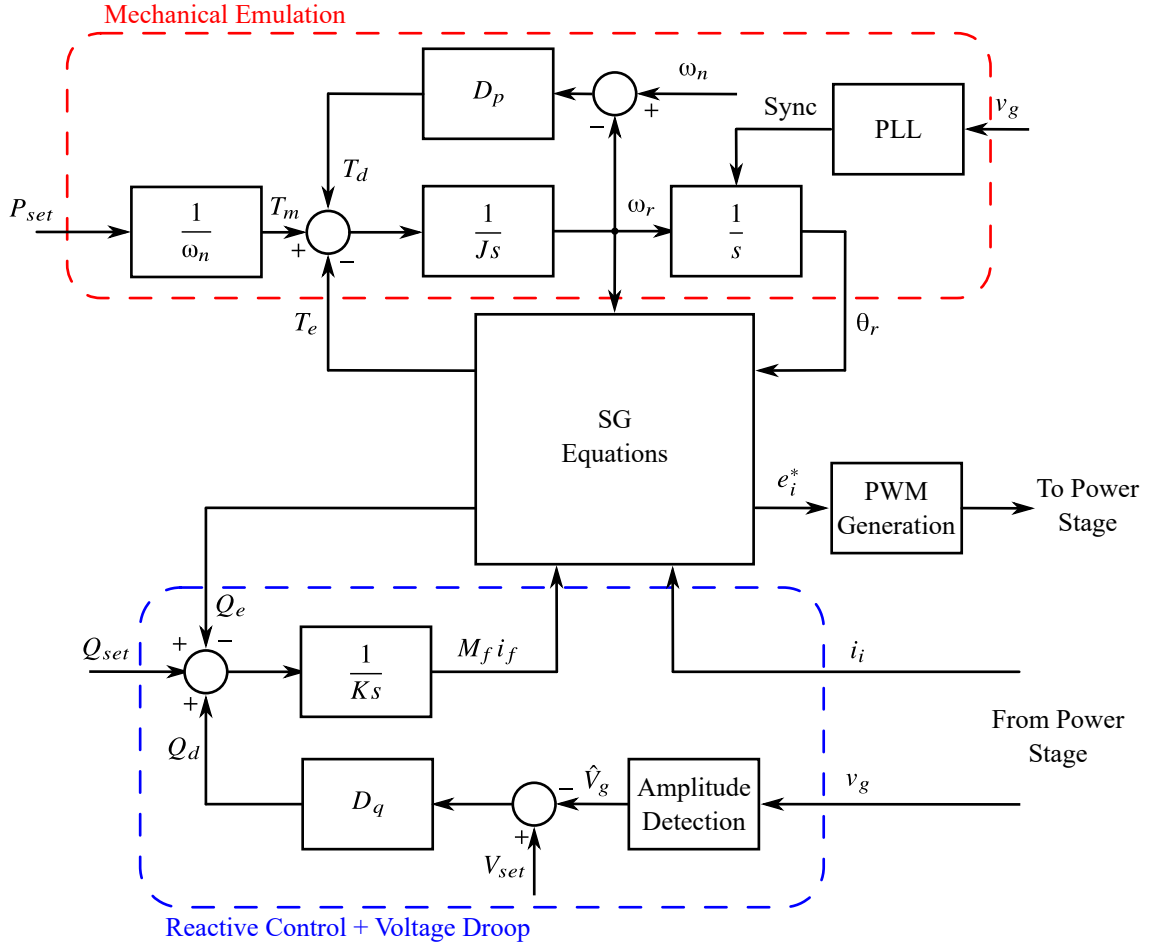 Mechanical Emulation
D_p
ω_n
+
−
Sync
PLL
v_g
T_d
P_set
1
ω_n
T_m
+
−
1
Js
ω_r
1
s
T_e
θ_r
SG
Equations
e_i^*
PWM
Generation
To Power
Stage
Q_e
Q_set
+
−
+
1
Ks
M_f i_f
i_i
From Power
Stage
Q_d
D_q
V̂_g
−
+
Amplitude
Detection
v_g
V_set
Reactive Control + Voltage Droop